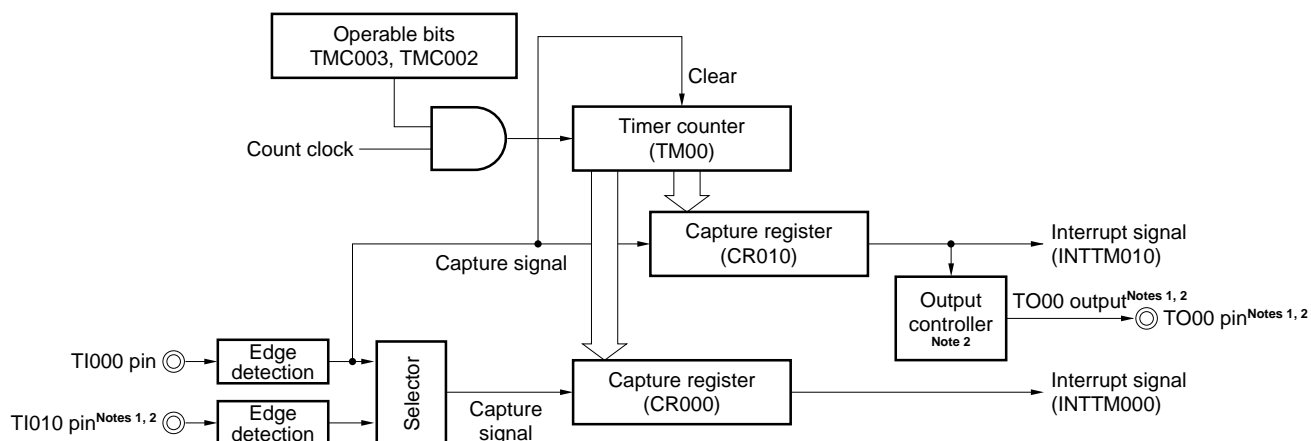 Operable bits
TMC003, TMC002
Clear
Timer counter
(TM00)
Count clock
Capture register
(CR010)
Interrupt signal
(INTTM010)
Capture signal
Output
controller
Note 2
TO00 output Notes 1, 2
TO00 pin Notes 1, 2
TI000 pin
Edge
detection
Selector
Capture register
(CR000)
Interrupt signal
(INTTM000)
Capture
signal
TI010 pin Notes 1, 2
Edge
detection